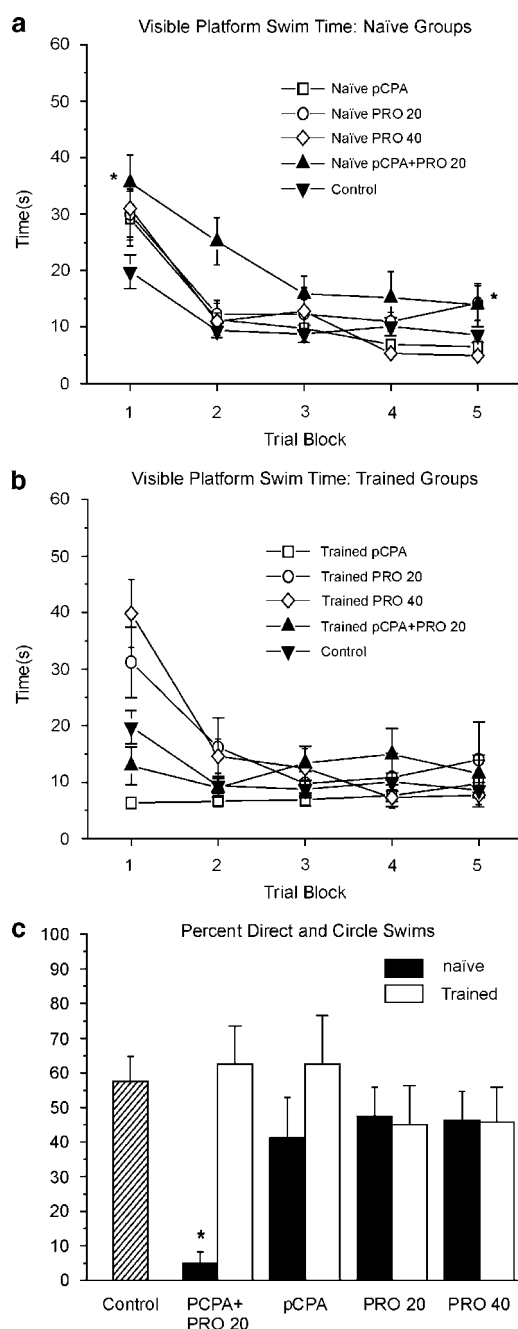 a
Visible Platform Swim Time: Naïve Groups
60
50
40
30
20
10
0
Time(s)
Naïve pCPA
Naïve PRO 20
Naïve PRO 40
Naïve pCPA+PRO 20
Control
*
*
1 2 3 4 5
Trial Block
b
Visible Platform Swim Time: Trained Groups
60
50
40
30
20
10
0
Time(s)
Trained pCPA
Trained PRO 20
Trained PRO 40
Trained pCPA+PRO 20
Control
1 2 3 4 5
Trial Block
c
Percent Direct and Circle Swims
100
90
80
70
60
50
40
30
20
10
0
naïve
Trained
*
Control PCPA+ pCPA PRO 20 PRO 40
PRO 20